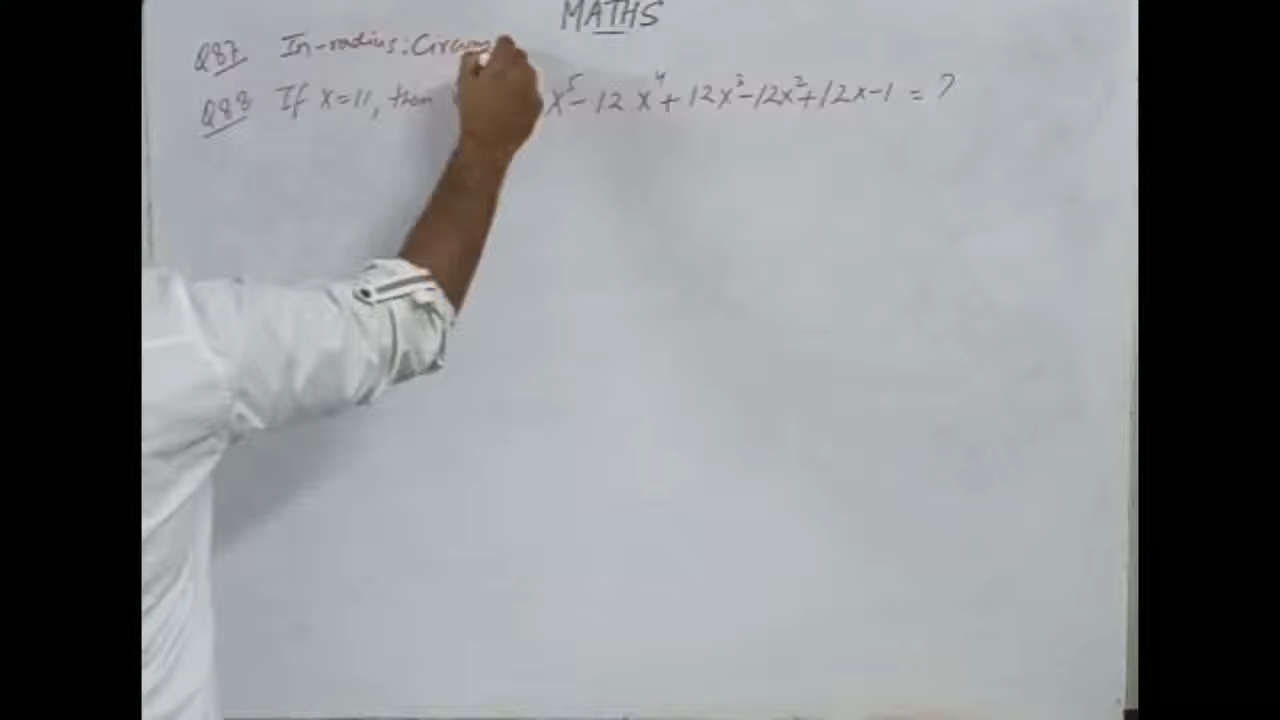 MATHS
Q87 In-radius: Circum
Q88 If x=11, then x⁵-12x⁴+12x³-12x²+12x-1 = ?